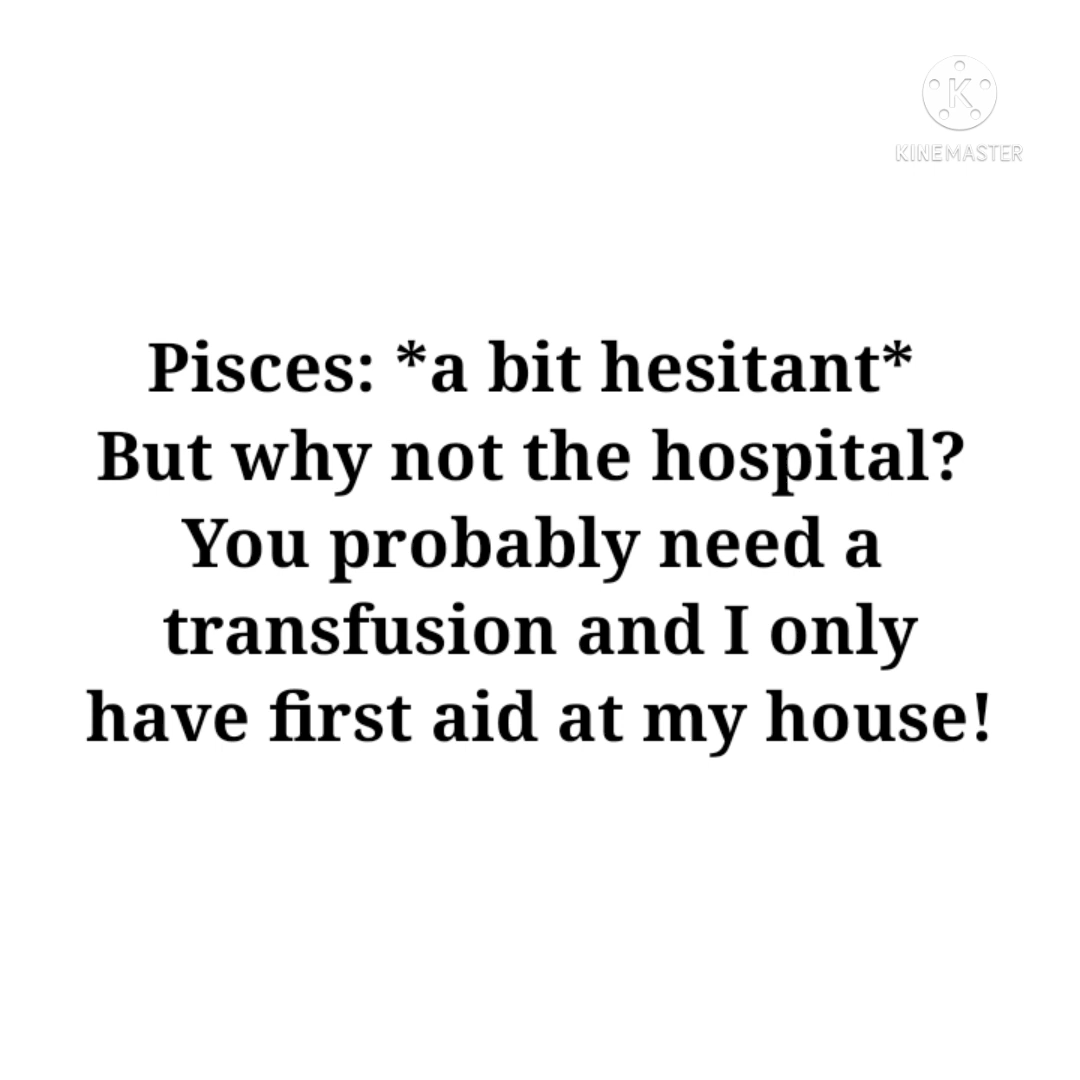 K
KINEMASTER
Pisces: *a bit hesitant*
But why not the hospital?
You probably need a
transfusion and I only
have first aid at my house!